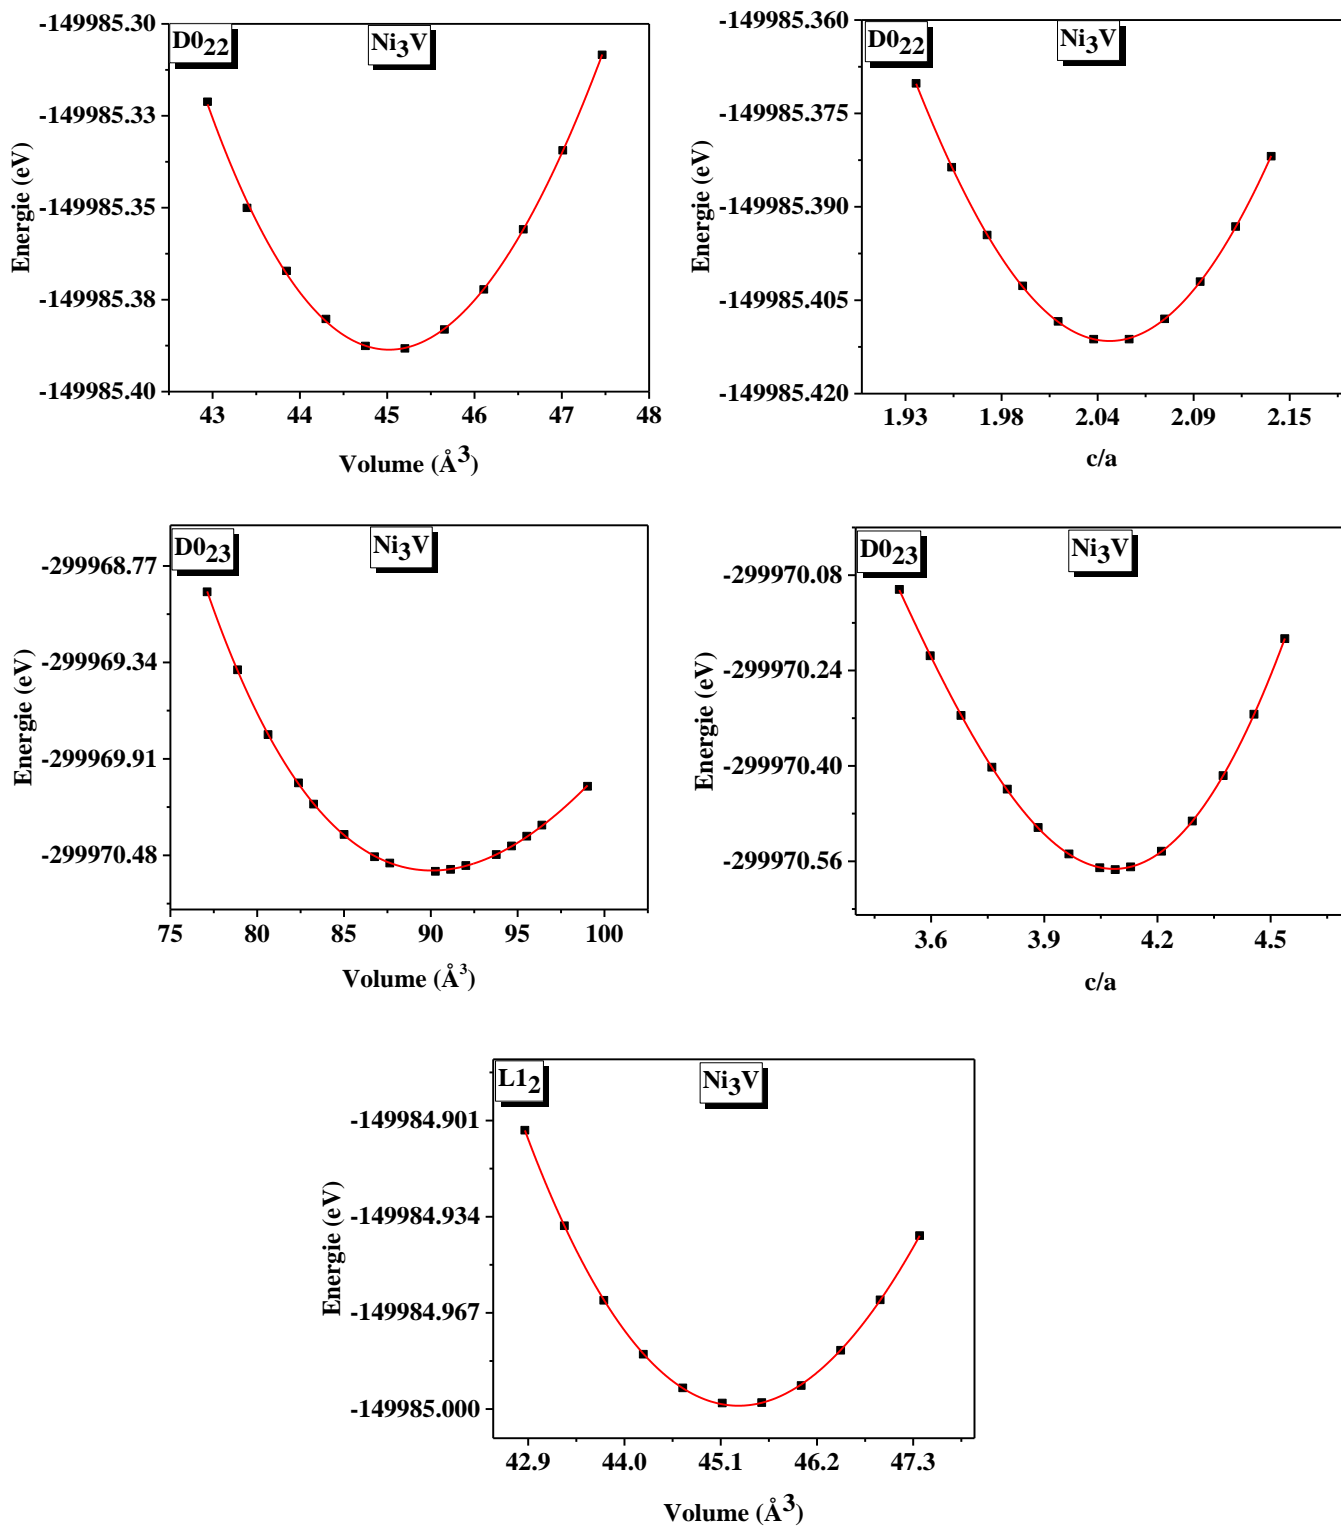 D022
Ni3V
Energie (eV)
-149985.30
-149985.33
-149985.35
-149985.38
-149985.40
43 44 45 46 47 48
Volume (Å3)
D022
Ni3V
Energie (eV)
-149985.360
-149985.375
-149985.390
-149985.405
-149985.420
1.93 1.98 2.04 2.09 2.15
c/a
D023
Ni3V
Energie (eV)
-299968.77
-299969.34
-299969.91
-299970.48
75 80 85 90 95 100
Volume (Å3)
D023
Ni3V
Energie (eV)
-299970.08
-299970.24
-299970.40
-299970.56
3.6 3.9 4.2 4.5
c/a
L12
Ni3V
Energie (eV)
-149984.901
-149984.934
-149984.967
-149985.000
42.9 44.0 45.1 46.2 47.3
Volume (Å3)